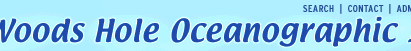 SEARCH | CONTACT | ADM
Woods Hole Oceanographic